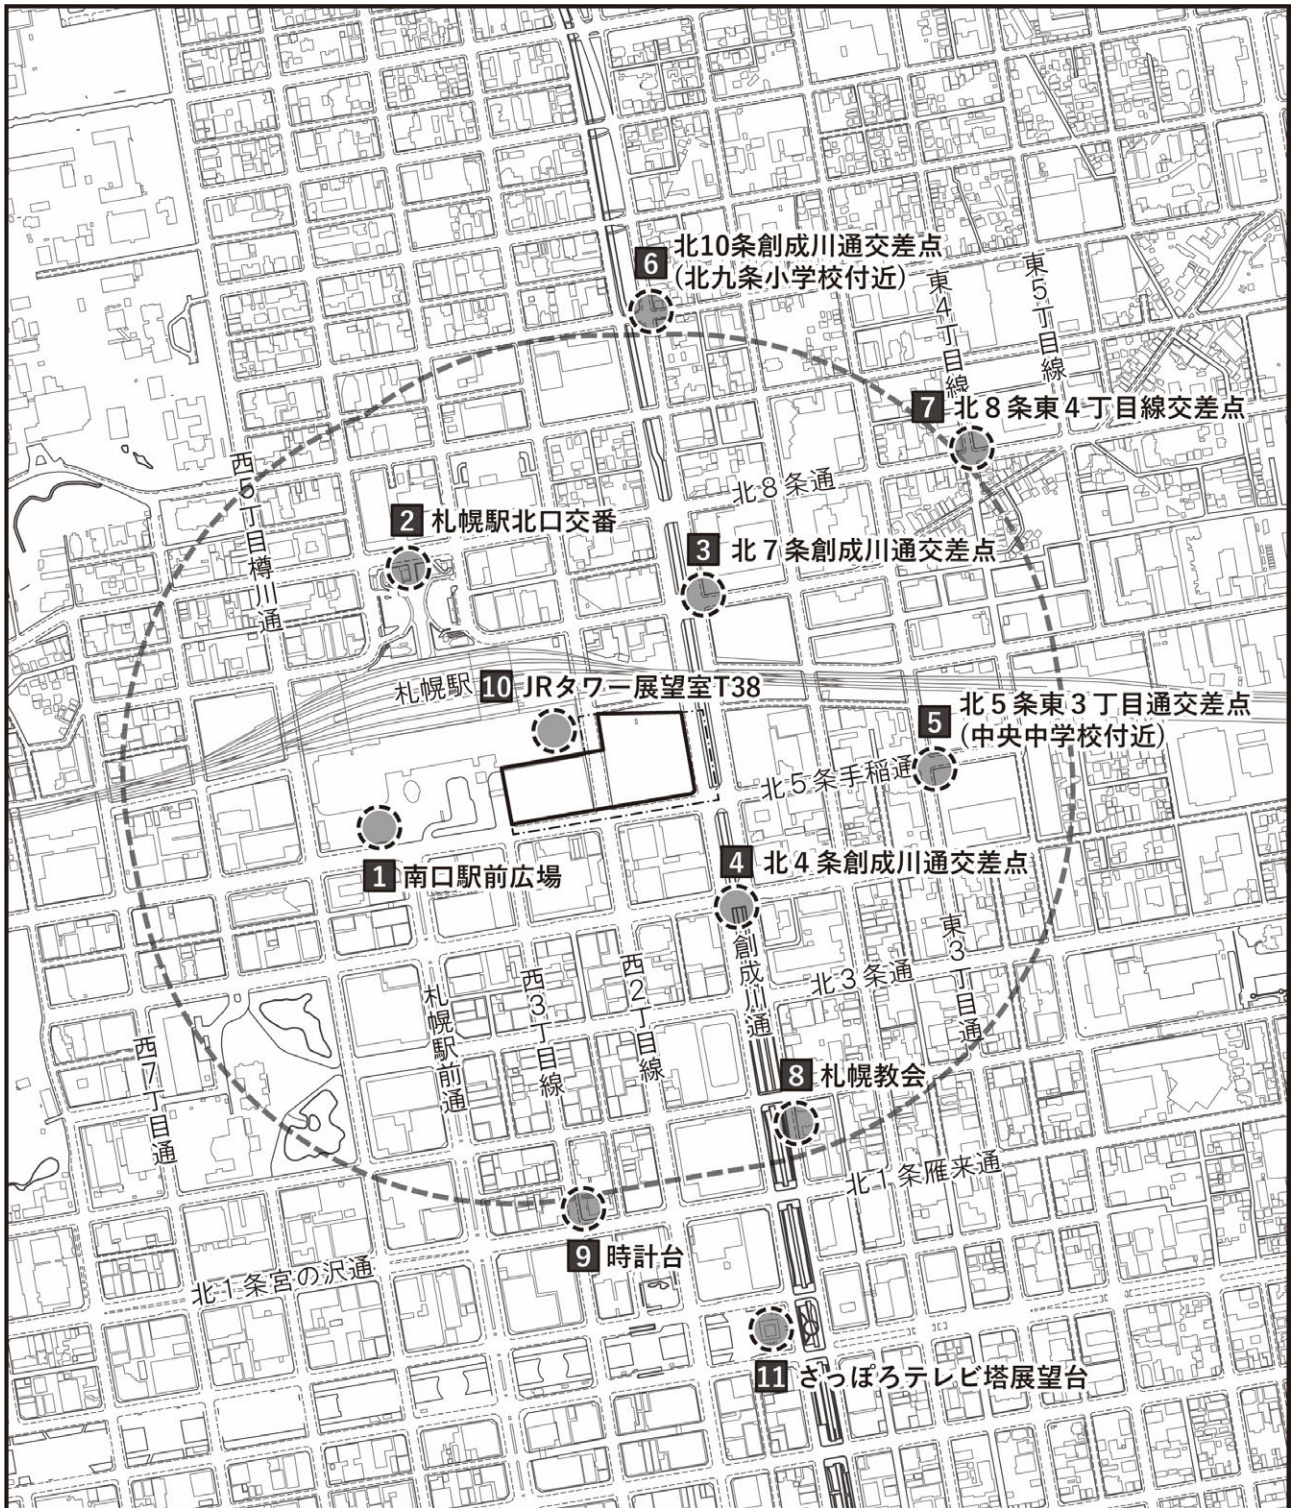 6 北10条創成川通交差点
(北九条小学校付近)
東5丁目線
東4丁目線
7 北8条東4丁目線交差点
西5丁目樽川通
北8条通
2 札幌駅北口交番
3 北7条創成川通交差点
札幌駅
10 JRタワー展望室T38
5 北5条東3丁目通交差点
(中央中学校付近)
北5条手稲通
1 南口駅前広場
4 北4条創成川通交差点
創成川通
東3丁目通
北3条通
西2丁目線
西3丁目線
札幌駅前通
西7丁目通
8 札幌教会
北1条雁来通
9 時計台
北1条宮の沢通
11 さっぽろテレビ塔展望台